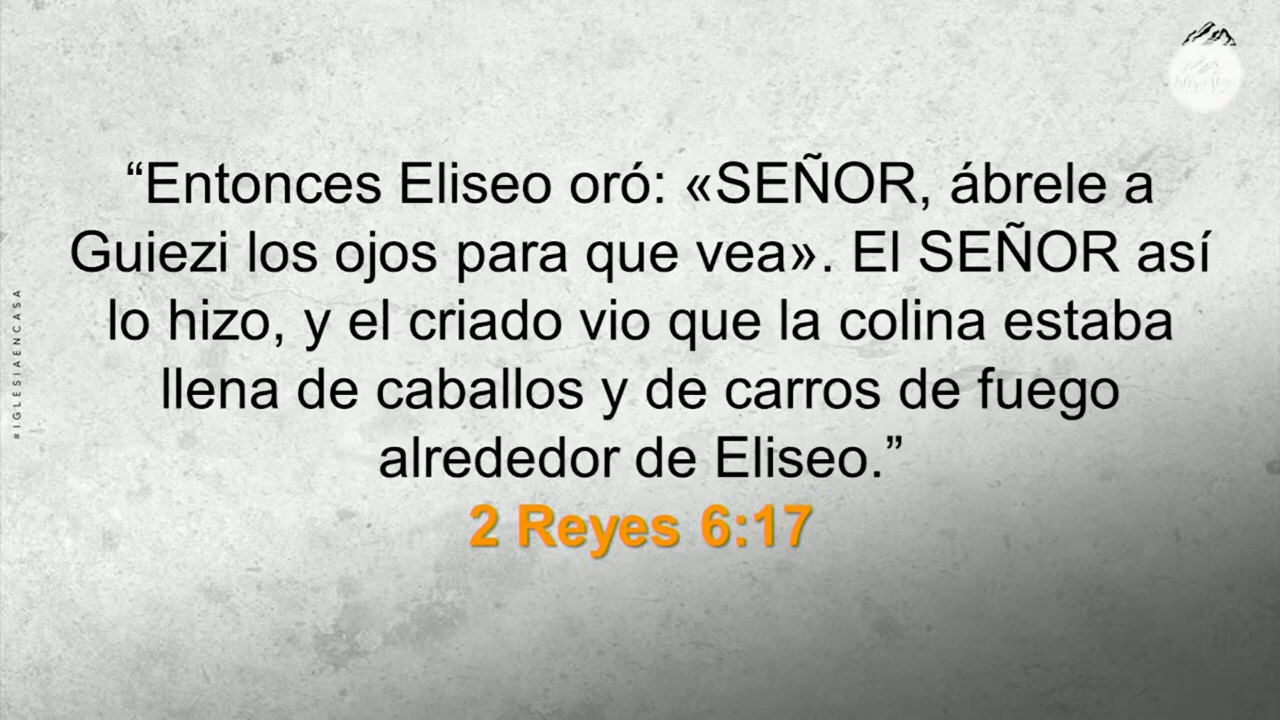 “Entonces Eliseo oró: «SEÑOR, ábrele a
Guiezi los ojos para que vea». El SEÑOR así
lo hizo, y el criado vio que la colina estaba
llena de caballos y de carros de fuego
alrededor de Eliseo.”
2 Reyes 6:17
#IGLESIAENCASA